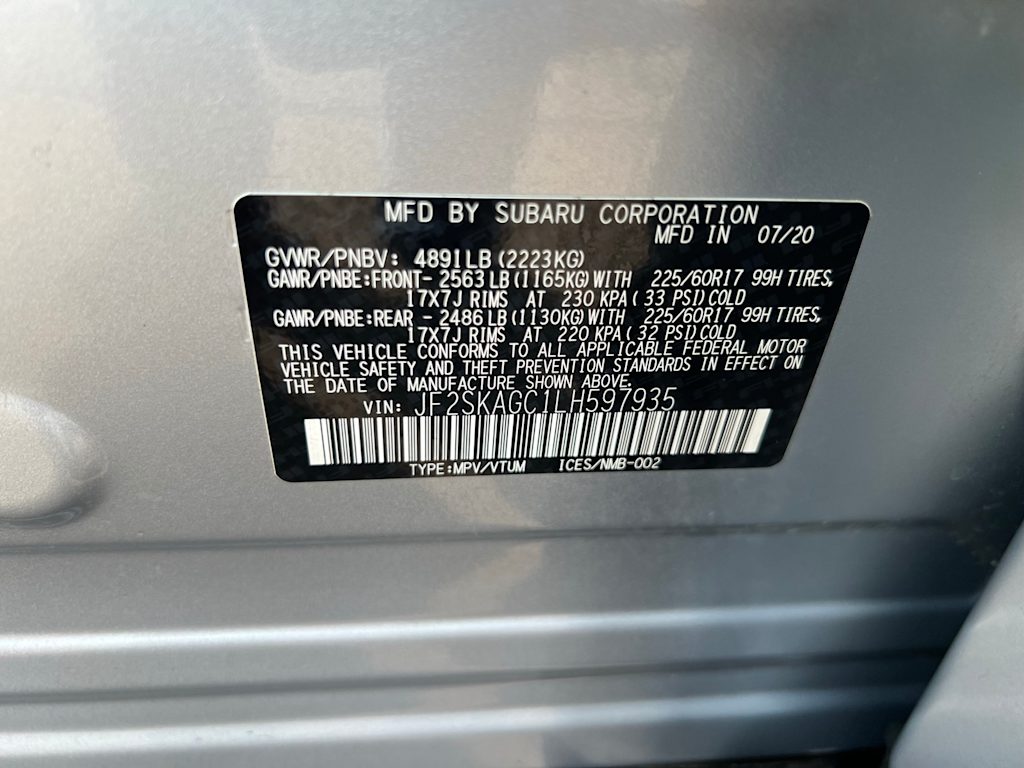 MFD BY SUBARU CORPORATION
MFD IN 07/20
GVWR/PNBV: 4891LB (2223KG)
GAWR/PNBE:FRONT- 2563 LB (1165KG) WITH 225/60R17 99H TIRES,
17X7J RIMS AT 230 KPA ( 33 PSI) COLD
GAWR/PNBE:REAR - 2486 LB (1130KG) WITH 225/60R17 99H TIRES,
17X7J RIMS AT 220 KPA ( 32 PSI) COLD
THIS VEHICLE CONFORMS TO ALL APPLICABLE FEDERAL MOTOR
VEHICLE SAFETY AND THEFT PREVENTION STANDARDS IN EFFECT ON
THE DATE OF MANUFACTURE SHOWN ABOVE.
VIN: JF2SKAGC1LH597935
TYPE:MPV/VTUM ICES/NMB-002